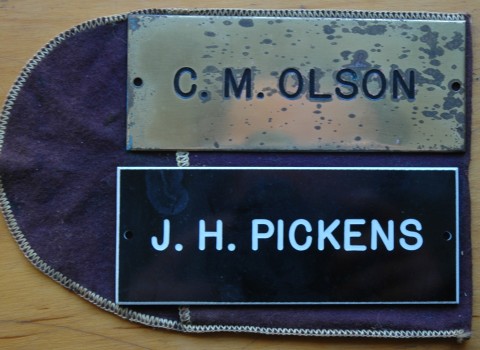 C. M. OLSON
J. H. PICKENS